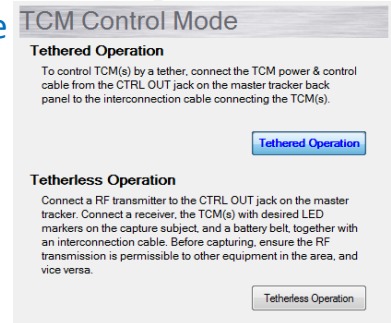 e
TCM Control Mode
Tethered Operation
To control TCM(s) by a tether, connect the TCM power & control
cable from the CTRL OUT jack on the master tracker back
panel to the interconnection cable connecting the TCM(s).
Tethered Operation
Tetherless Operation
Connect a RF transmitter to the CTRL OUT jack on the master
tracker. Connect a receiver, the TCM(s) with desired LED
markers on the capture subject, and a battery belt, together with
an interconnection cable. Before capturing, ensure the RF
transmission is permissible to other equipment in the area, and
vice versa.
Tetherless Operation